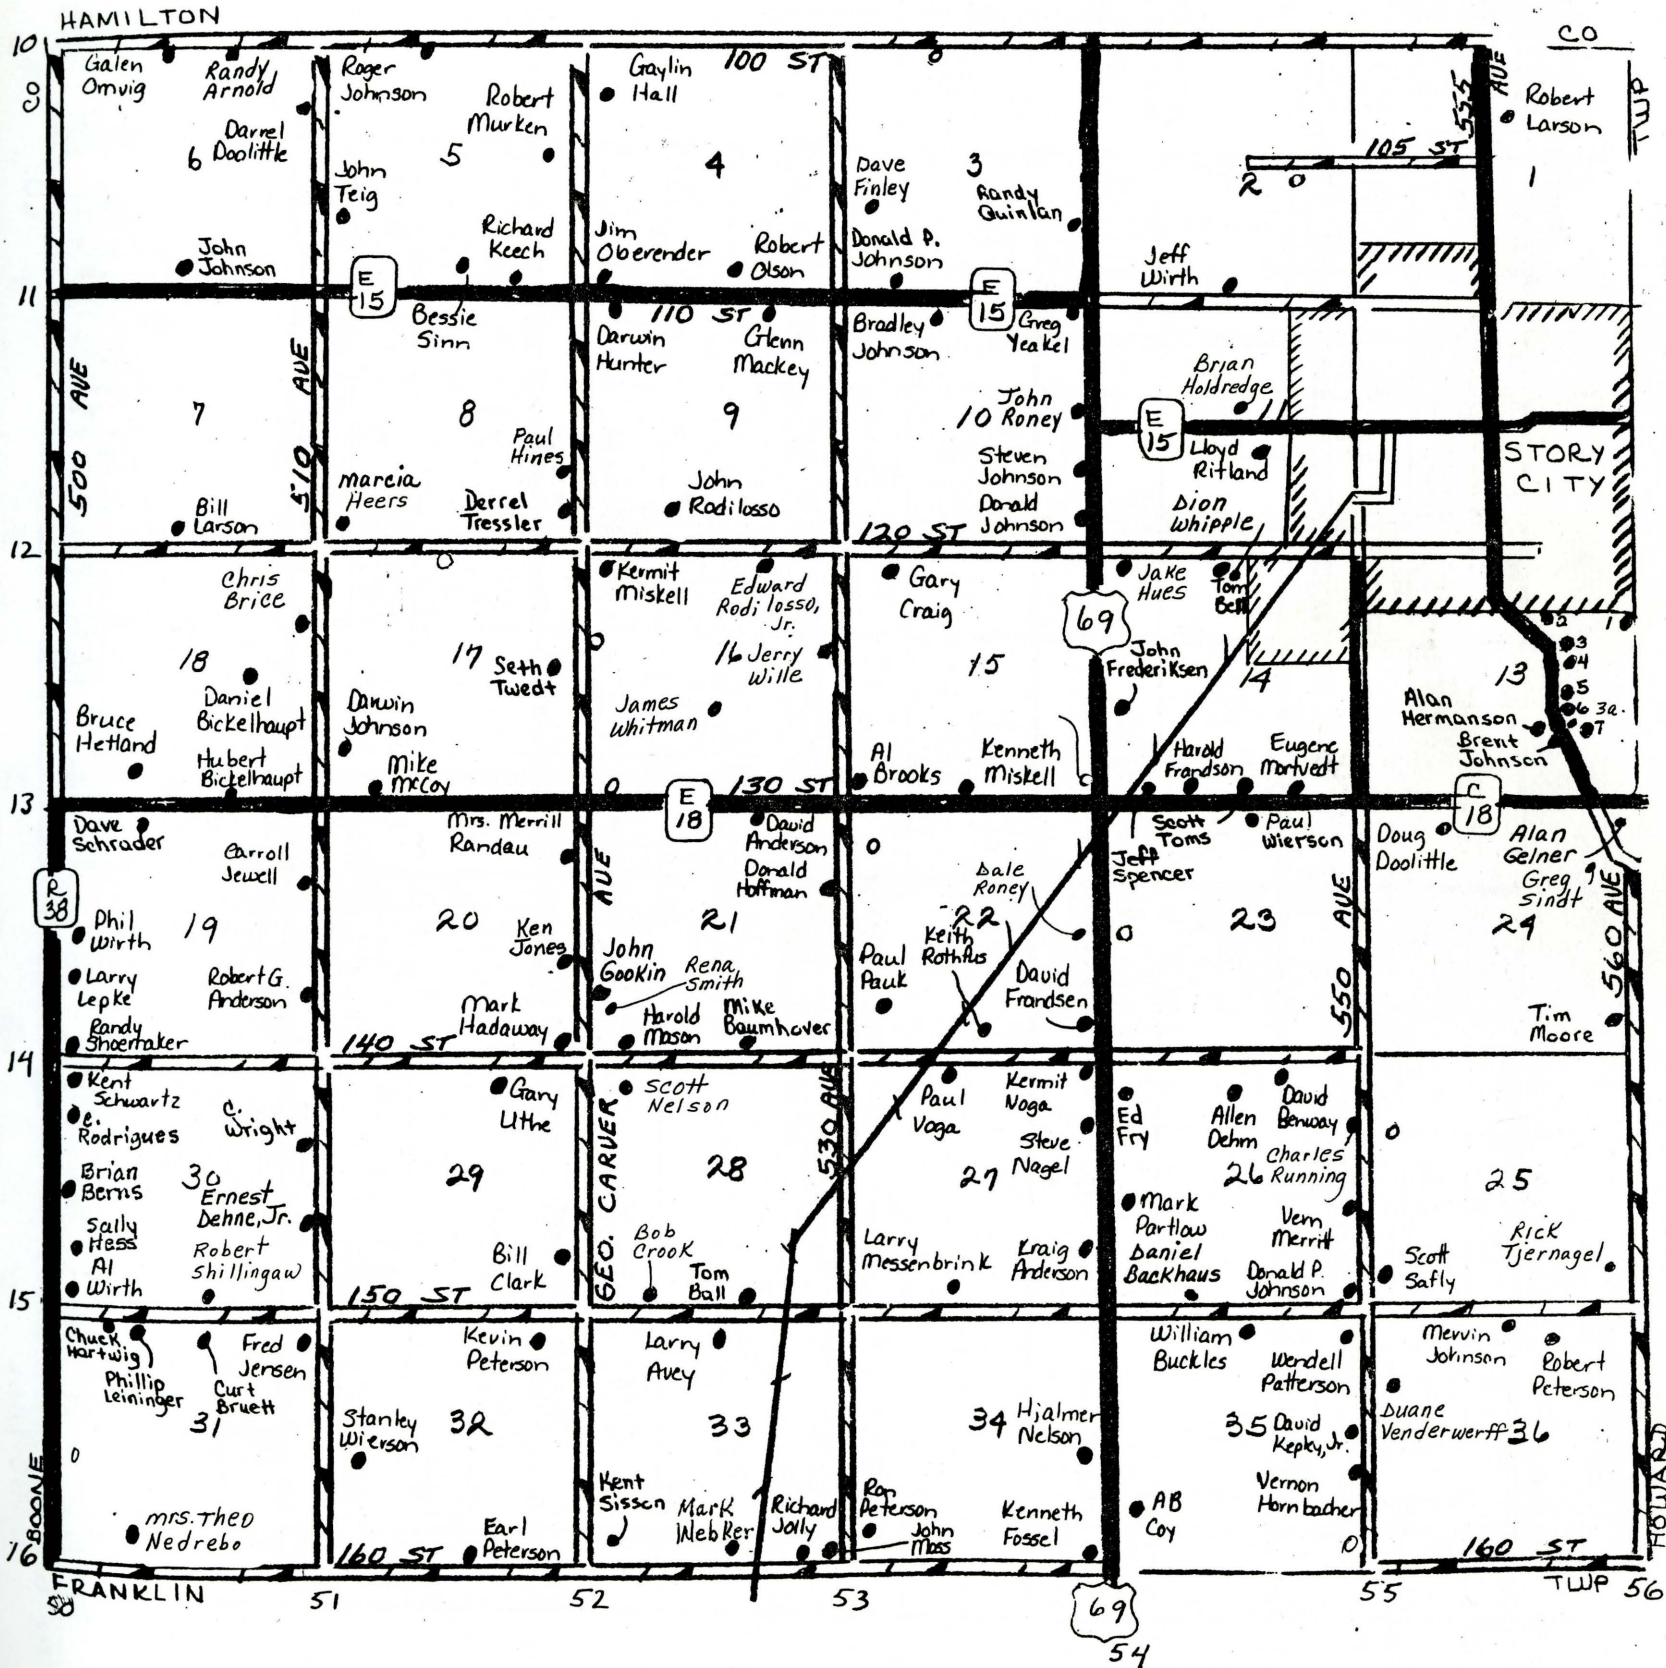 HAMILTON
CO
10
CO
TWP
Galen
Omvig
Randy
Arnold
Darrel
Doolittle
6
John
Johnson
Roger
Johnson
Robert
Murken
5
John
Teig
Richard
Keech
Gaylin
Hall
100 ST
4
Jim
Oberender
Robert
Olson
Dave
Finley
3
Randy
Quinlan
Donald P.
Johnson
Jeff
Wirth
2
105 ST
555
AVE
Robert
Larson
1
11
E
15
Bessie
Sinn
110 ST
Darwin
Hunter
Glenn
Mackey
Bradley
Johnson
E
15
Greg
Yeakel
500 AVE
7
Bill
Larson
510 AVE
8
Marcia
Heers
Paul
Hines
Derrel
Tressler
9
John
Rodilosso
10
John
Roney
Steven
Johnson
Donald
Johnson
Brian
Holdredge
E
15
Lloyd
Ritland
Dion
Whipple
STORY
CITY
12
120 ST
Chris
Brice
18
Daniel
Bickelhaupt
Bruce
Hetland
Hubert
Bickelhaupt
17
Seth
Twedt
Darwin
Johnson
Mike
McCoy
Kermit
Miskell
Edward
Rodilosso,
Jr.
16
Jerry
Wille
James
Whitman
Gary
Craig
15
Al
Brooks
Kenneth
Miskell
69
Jake
Hues
Tom
Bell
John
Frederiksen
14
Harold
Frandson
Eugene
Mortvedt
2
1
3
4
5
6
3a.
7
13
Alan
Hermanson
Brent
Johnson
13
E
18
130 ST
C
18
Dave
Schrader
Carroll
Jewell
R
38
Phil
Wirth
19
Larry
Lepke
Robert G.
Anderson
Randy
Shoemaker
Mrs. Merrill
Randau
20
Ken
Jones
Mark
Hadaway
AVE
David
Anderson
Donald
Hoffman
21
John
Gookin
Rena
Smith
Harold
Mason
Mike
Baumhover
Dale
Roney
22
Keith
Rothfus
Paul
Pauk
David
Frandsen
Jeff
Spencer
Scott
Toms
Paul
Wierson
23
550 AVE
Doug
Doolittle
Alan
Gelner
Greg
Sindt
24
560 AVE
Tim
Moore
14
140 ST
Kent
Schwartz
C.
Rodrigues
C.
Wright
Brian
Berns
30
Ernest
Dehne, Jr.
Sally
Hess
Robert
Shillingaw
Al
Wirth
Gary
Uthe
29
Bill
Clark
GEO. CARVER
Scott
Nelson
28
Bob
Crook
Tom
Ball
530 AVE
Paul
Voga
Kermit
Noga
Steve
Nagel
27
Larry
Messenbrink
Kraig
Anderson
Ed
Fry
Allen
Dehm
David
Benway
26
Charles
Running
Mark
Partlow
Vern
Merritt
Daniel
Backhaus
Donald P.
Johnson
25
Scott
Safly
Rick
Tjernagel
15
150 ST
Chuck
Hartwig
Phillip
Leininger
Curt
Bruett
Fred
Jensen
31
Mrs. Theo
Nedrebo
Kevin
Peterson
32
Stanley
Wierson
Earl
Peterson
Larry
Avey
33
Kent
Sisson
Mark
Nebker
Richard
Jolly
34
Hjalmer
Nelson
Ron
Peterson
John
Moss
Kenneth
Fossel
William
Buckles
Wendell
Patterson
35
David
Kepley, Jr.
Vernon
Hornbacher
AB
Coy
Mervin
Johnson
Robert
Peterson
Duane
Venderwerff
36
HOWARD
BOONE
16
160 ST
160 ST
FRANKLIN
TWP
50
51
52
53
69
54
55
56